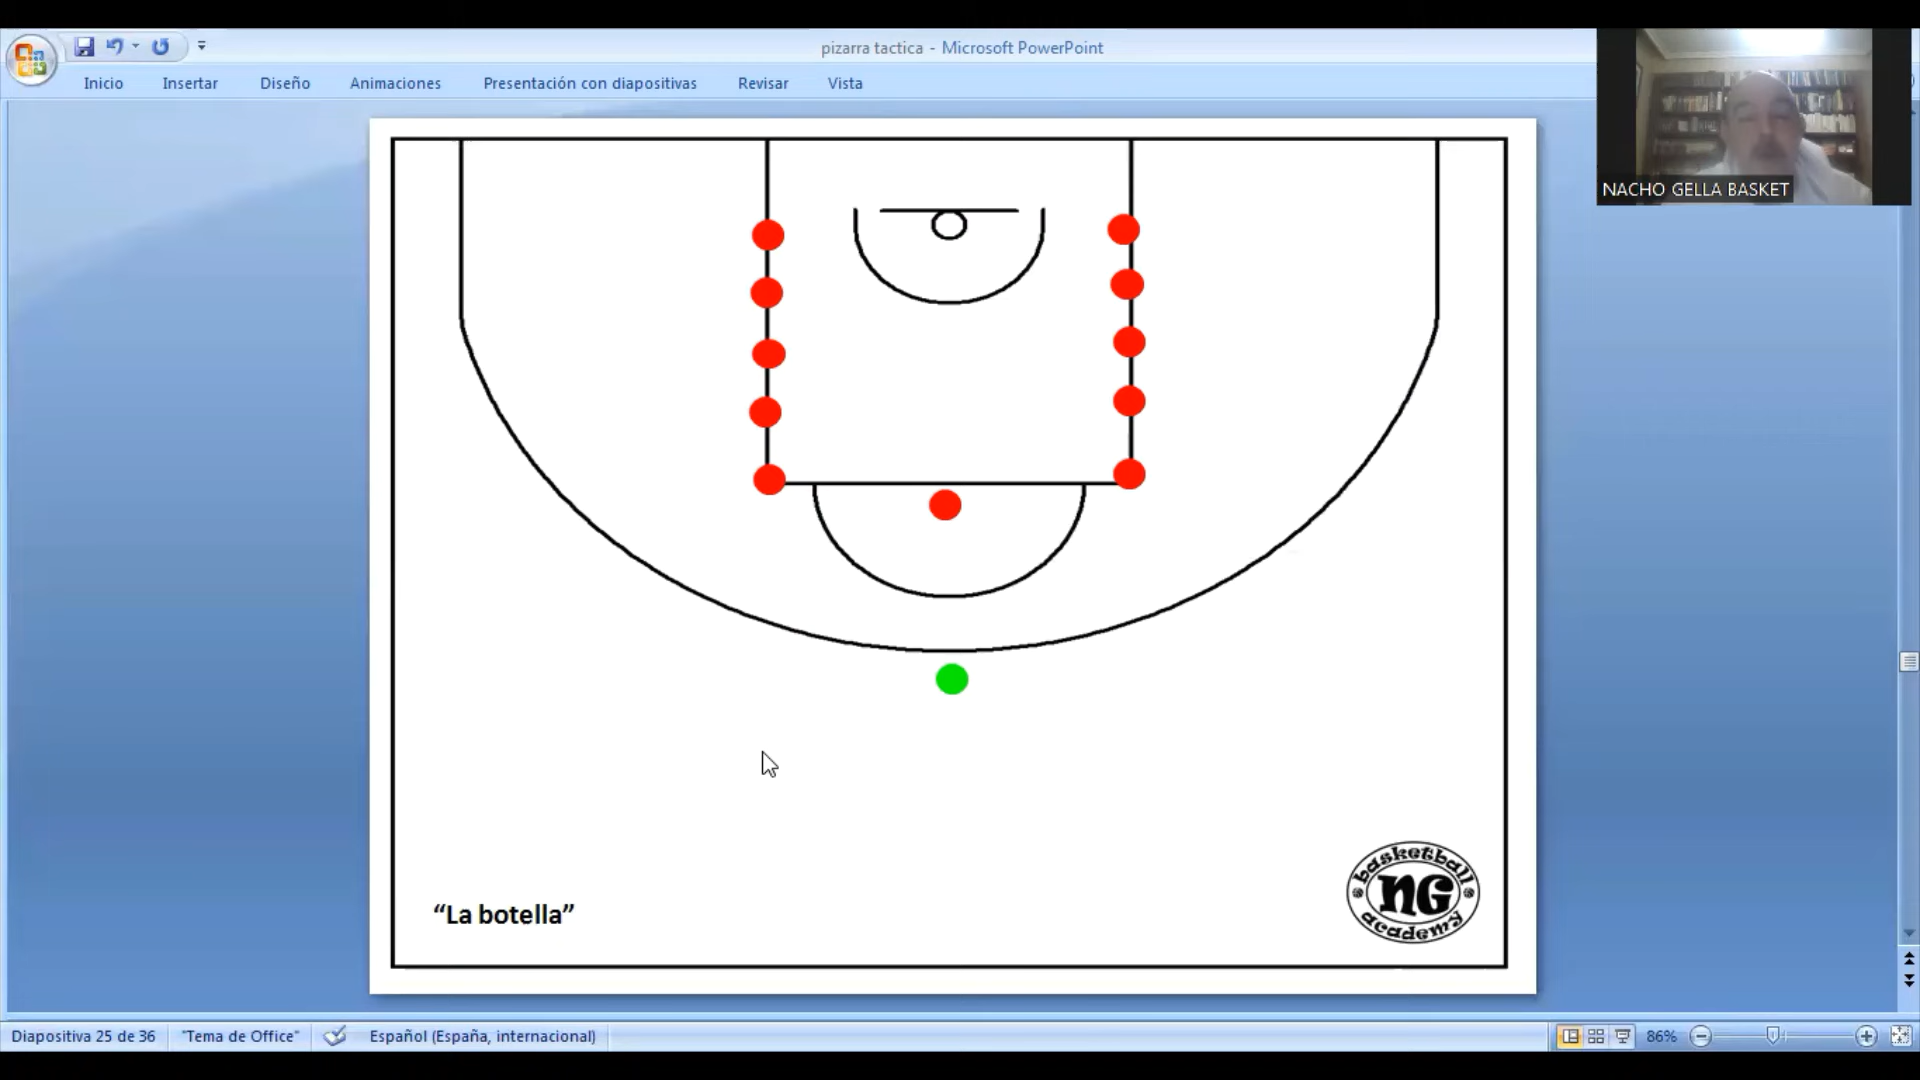 pizarra tactica - Microsoft PowerPoint
Inicio Insertar Diseño Animaciones Presentación con diapositivas Revisar Vista
NACHO GELLA BASKET
“La botella”
basketball
NG
academy
Diapositiva 25 de 36 "Tema de Office" Español (España, internacional) 86%